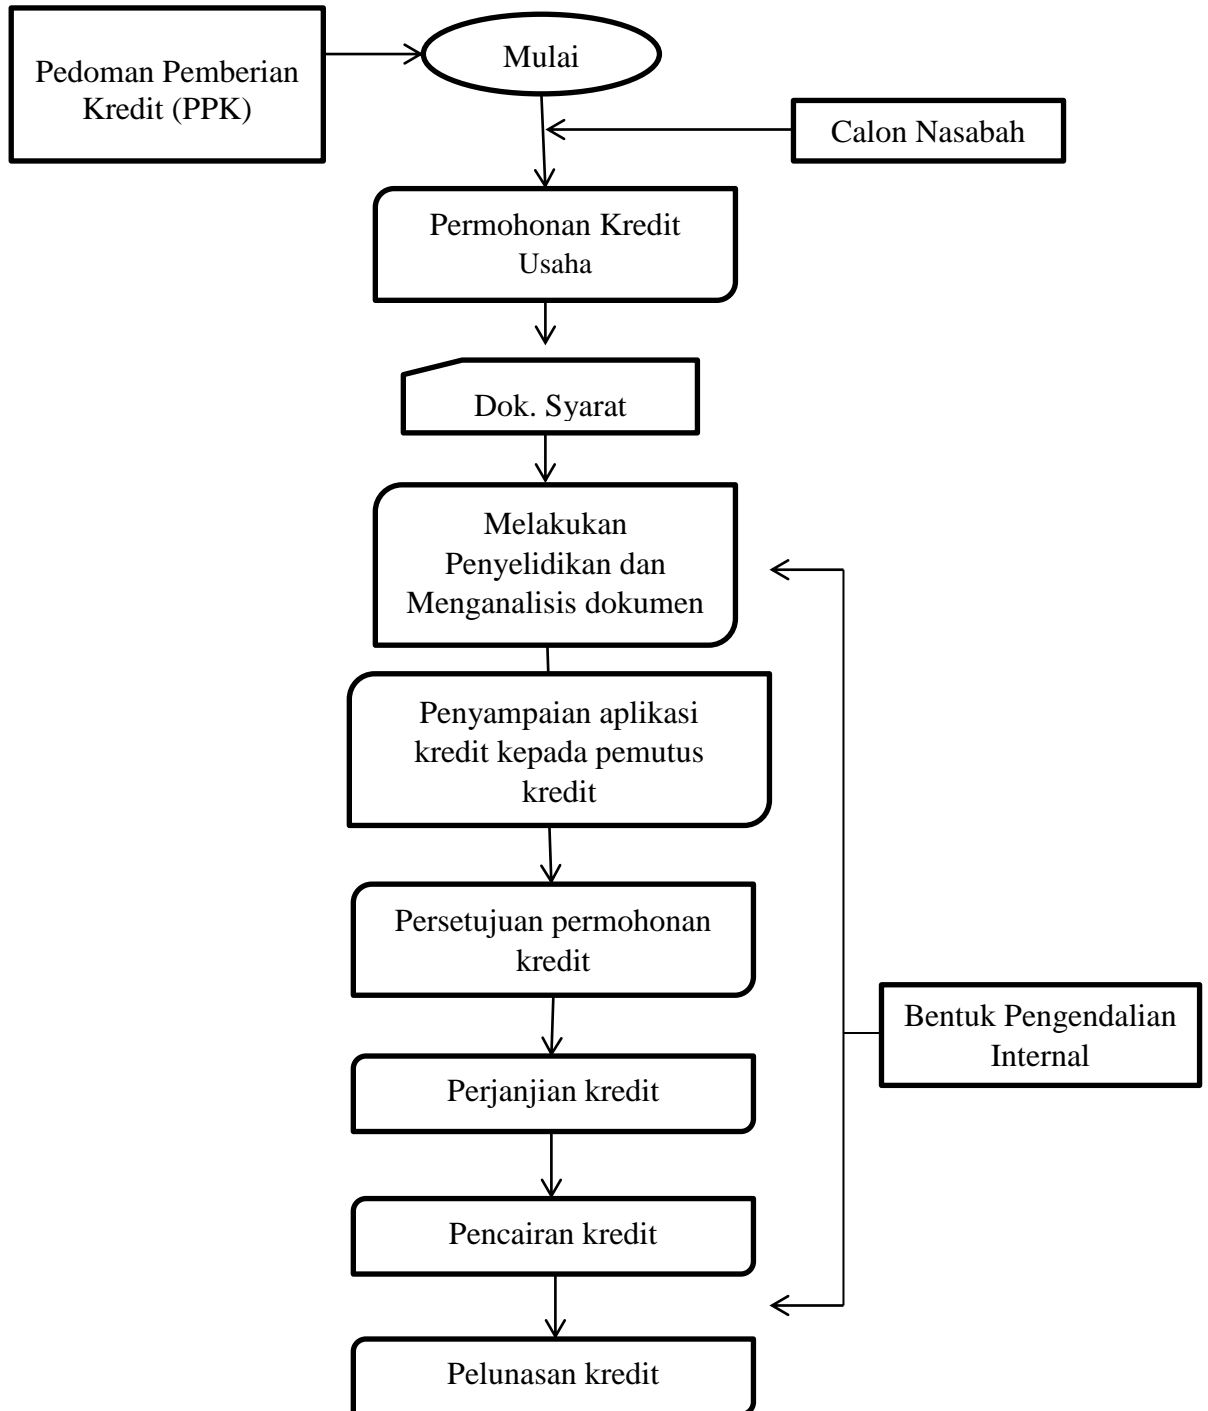 Pedoman Pemberian
Kredit (PPK)
Mulai
Calon Nasabah
Permohonan Kredit
Usaha
Dok. Syarat
Melakukan
Penyelidikan dan
Menganalisis dokumen
Penyampaian aplikasi
kredit kepada pemutus
kredit
Persetujuan permohonan
kredit
Bentuk Pengendalian
Internal
Perjanjian kredit
Pencairan kredit
Pelunasan kredit